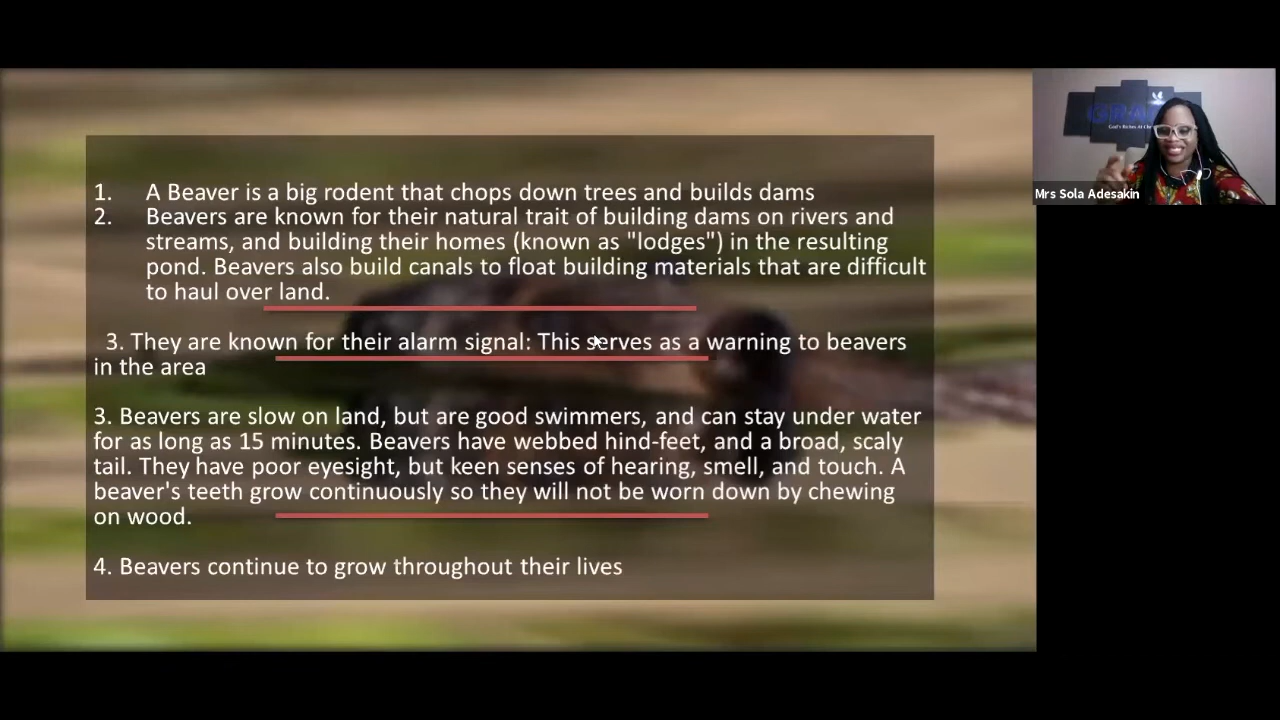 1. A Beaver is a big rodent that chops down trees and builds dams
2. Beavers are known for their natural trait of building dams on rivers and
streams, and building their homes (known as "lodges") in the resulting
pond. Beavers also build canals to float building materials that are difficult
to haul over land.
3. They are known for their alarm signal: This serves as a warning to beavers
in the area
3. Beavers are slow on land, but are good swimmers, and can stay under water
for as long as 15 minutes. Beavers have webbed hind-feet, and a broad, scaly
tail. They have poor eyesight, but keen senses of hearing, smell, and touch. A
beaver's teeth grow continuously so they will not be worn down by chewing
on wood.
4. Beavers continue to grow throughout their lives
Mrs Sola Adesakin